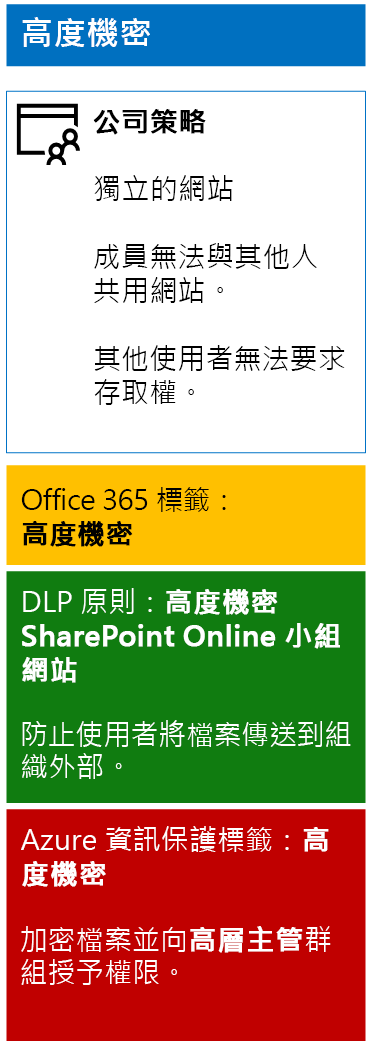 高度機密
公司策略
獨立的網站
成員無法與其他人
共用網站。
其他使用者無法要求
存取權。
Office 365 標籤：
高度機密
DLP 原則：高度機密
SharePoint Online 小組
網站
防止使用者將檔案傳送到組
織外部。
Azure 資訊保護標籤：高
度機密
加密檔案並向高層主管群
組授予權限。